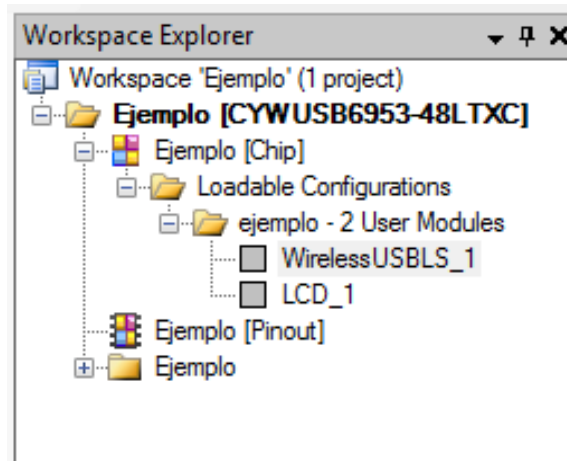 Workspace Explorer
Workspace 'Ejemplo' (1 project)
Ejemplo [CYWUSB6953-48LTXC]
Ejemplo [Chip]
Loadable Configurations
ejemplo - 2 User Modules
WirelessUSBLS_1
LCD_1
Ejemplo [Pinout]
Ejemplo